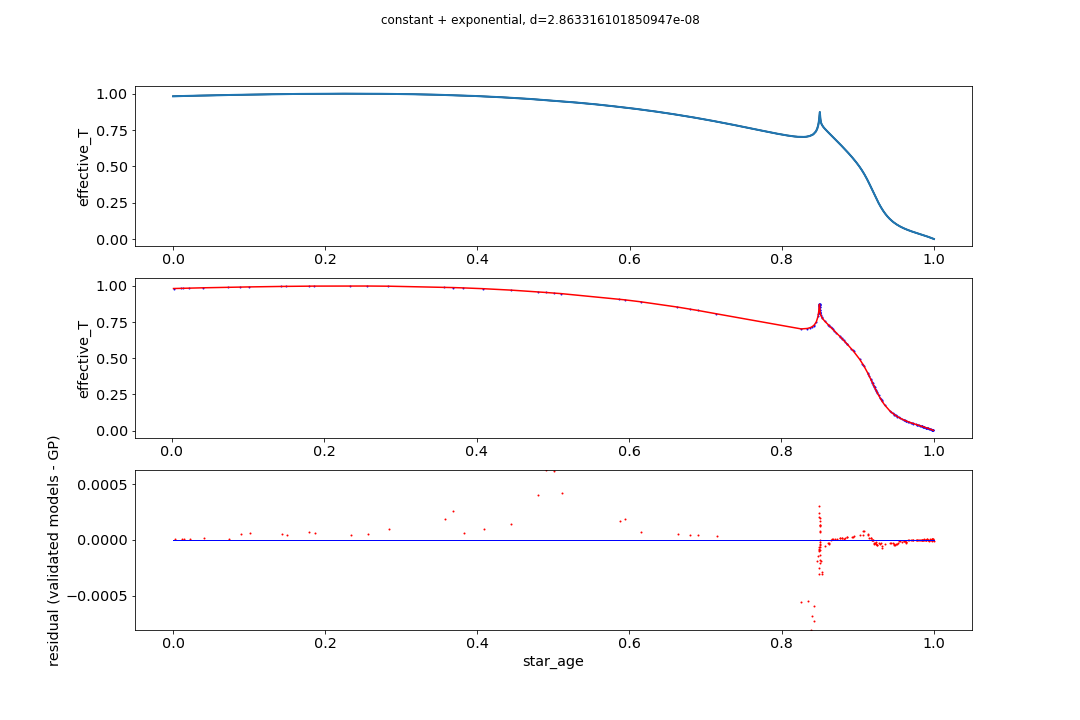 constant + exponential, d=2.863316101850947e-08
effective_T
1.00
0.75
0.50
0.25
0.00
0.0 0.2 0.4 0.6 0.8 1.0
effective_T
1.00
0.75
0.50
0.25
0.00
0.0 0.2 0.4 0.6 0.8 1.0
residual (validated models - GP)
0.0005
0.0000
−0.0005
0.0 0.2 0.4 0.6 0.8 1.0
star_age